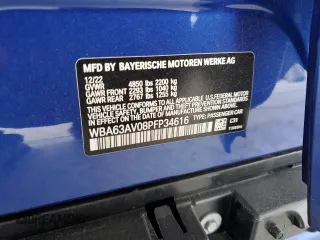 MFD BY BAYERISCHE MOTOREN WERKE AG
12/22
GVWR 4850 lbs 2200 kg
GAWR FRONT 2293 lbs 1040 kg
GAWR REAR 2767 lbs 1255 kg
THIS VEHICLE CONFORMS TO ALL APPLICABLE U.S. FEDERAL MOTOR
VEHICLE SAFETY, BUMPER, AND THEFT PREVENTION STANDARDS IN EFFECT
ON THE DATE OF MANUFACTURE SHOWN ABOVE.
WBA63AV08PFP34616 TYPE: PASSENGER CAR
C31